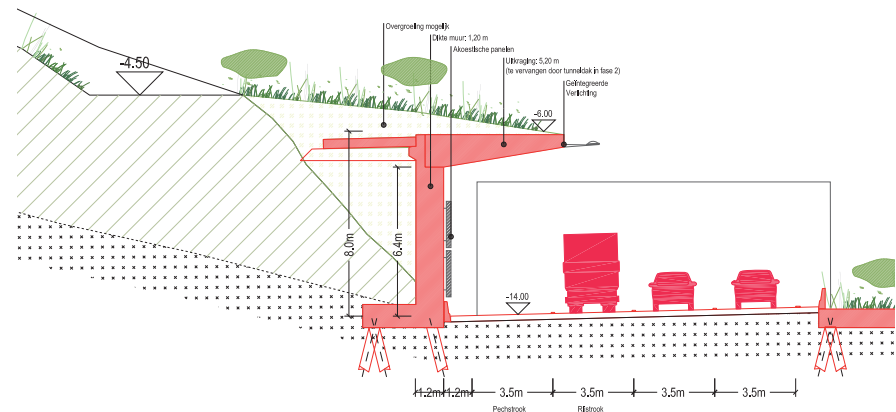 Overgroeiing mogelijk
Dikte muur: 1,20 m
Akoestische panelen
Uitkraging: 5,20 m
(te vervangen door tunneldak in fase 2)
Geïntegreerde
Verlichting
-4.50
-6.00
8.0m
6.4m
-14.00
1.2m 1.2m 3.5m 3.5m 3.5m 3.5m
Pechstrook Rijstrook